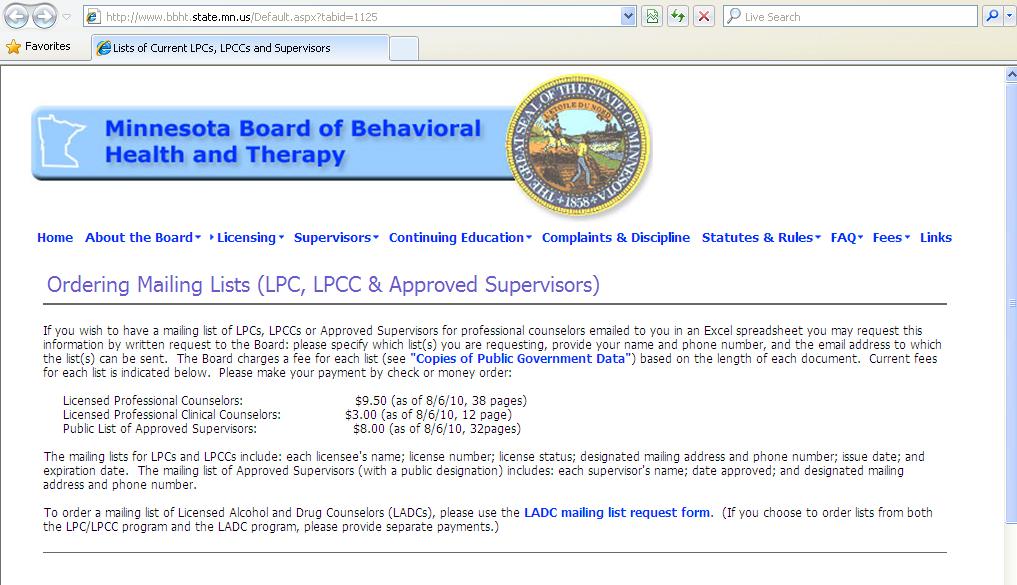 http://www.bbht.state.mn.us/Default.aspx?tabid=1125
Live Search
Favorites
Lists of Current LPCs, LPCCs and Supervisors
Minnesota Board of Behavioral
Health and Therapy
THE GREAT SEAL OF THE STATE OF MINNESOTA
L'ETOILE DU NORD
1858
Home About the Board Licensing Supervisors Continuing Education Complaints & Discipline Statutes & Rules FAQ Fees Links
Ordering Mailing Lists (LPC, LPCC & Approved Supervisors)
If you wish to have a mailing list of LPCs, LPCCs or Approved Supervisors for professional counselors emailed to you in an Excel spreadsheet you may request this
information by written request to the Board: please specify which list(s) you are requesting, provide your name and phone number, and the email address to which
the list(s) can be sent. The Board charges a fee for each list (see "Copies of Public Government Data") based on the length of each document. Current fees
for each list is indicated below. Please make your payment by check or money order:
Licensed Professional Counselors: $9.50 (as of 8/6/10, 38 pages)
Licensed Professional Clinical Counselors: $3.00 (as of 8/6/10, 12 page)
Public List of Approved Supervisors: $8.00 (as of 8/6/10, 32pages)
The mailing lists for LPCs and LPCCs include: each licensee's name; license number; license status; designated mailing address and phone number; issue date; and
expiration date. The mailing list of Approved Supervisors (with a public designation) includes: each supervisor's name; date approved; and designated mailing
address and phone number.
To order a mailing list of Licensed Alcohol and Drug Counselors (LADCs), please use the LADC mailing list request form. (If you choose to order lists from both
the LPC/LPCC program and the LADC program, please provide separate payments.)